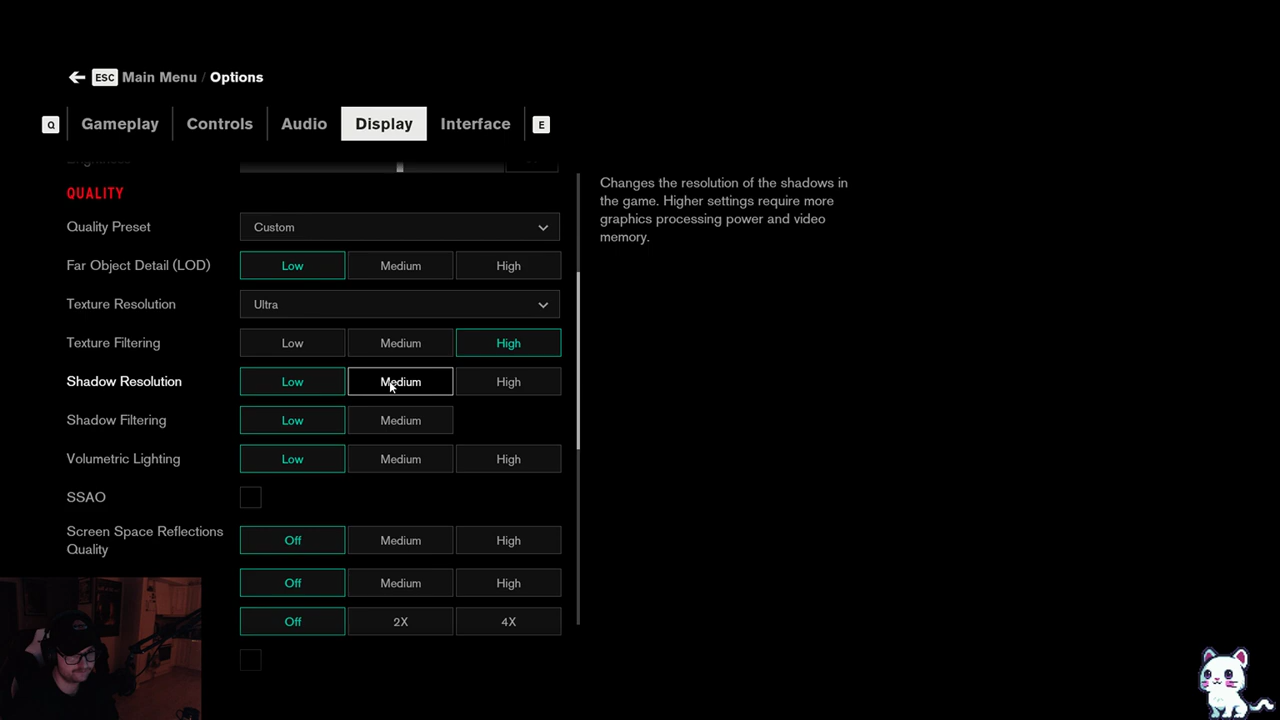 ESC Main Menu / Options
Q Gameplay Controls Audio Display Interface E
Brightness
QUALITY
Quality Preset Custom
Far Object Detail (LOD) Low Medium High
Texture Resolution Ultra
Texture Filtering Low Medium High
Shadow Resolution Low Medium High
Shadow Filtering Low Medium
Volumetric Lighting Low Medium High
SSAO
Screen Space Reflections
Quality
Off Medium High
Off Medium High
Off 2X 4X
Changes the resolution of the shadows in
the game. Higher settings require more
graphics processing power and video
memory.